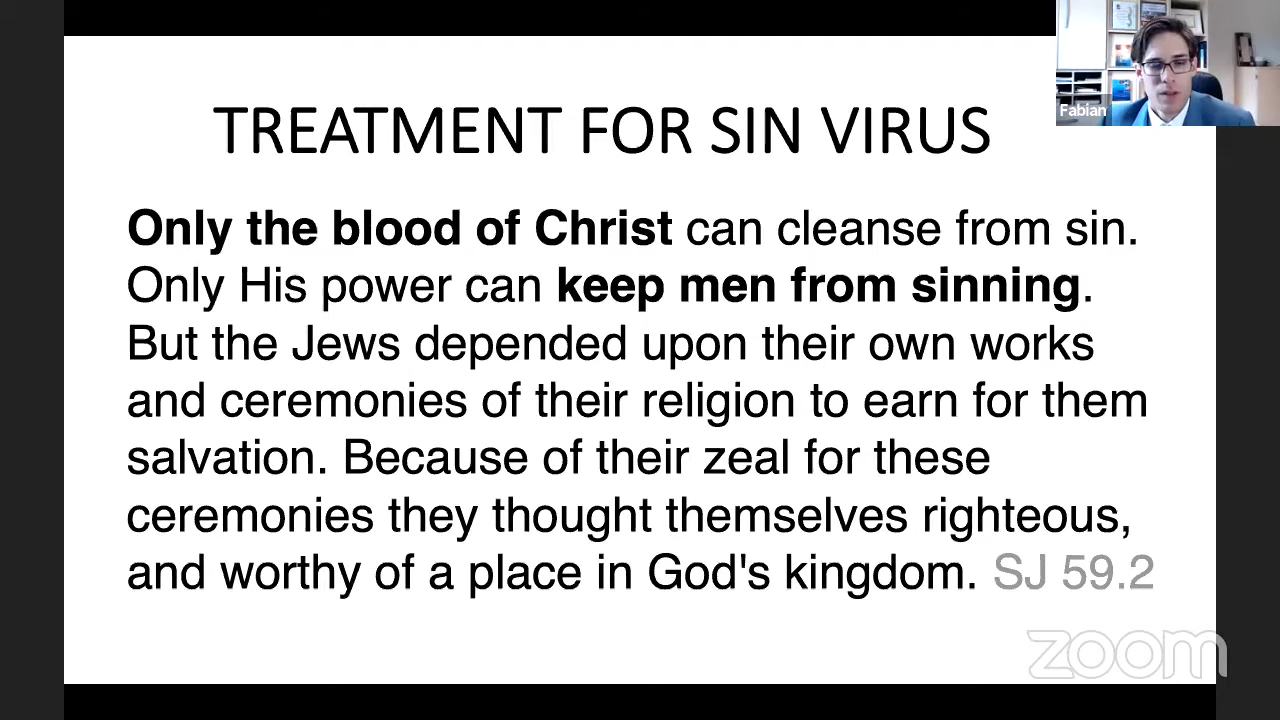 Fabian
TREATMENT FOR SIN VIRUS
Only the blood of Christ can cleanse from sin.
Only His power can keep men from sinning.
But the Jews depended upon their own works
and ceremonies of their religion to earn for them
salvation. Because of their zeal for these
ceremonies they thought themselves righteous,
and worthy of a place in God's kingdom. SJ 59.2
zoom